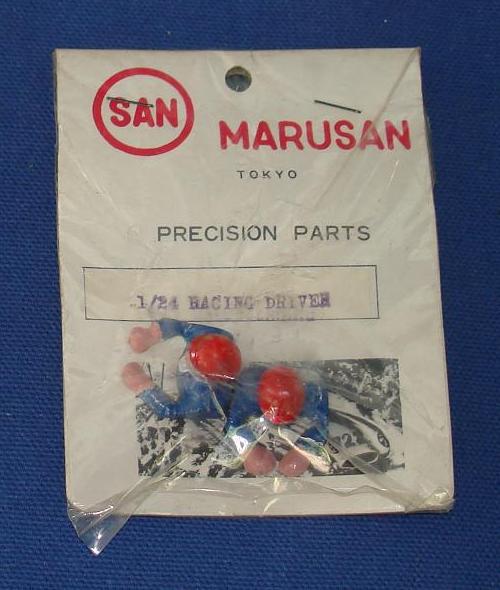 SAN
MARUSAN
TOKYO
PRECISION PARTS
1/24 RACING DRIVER